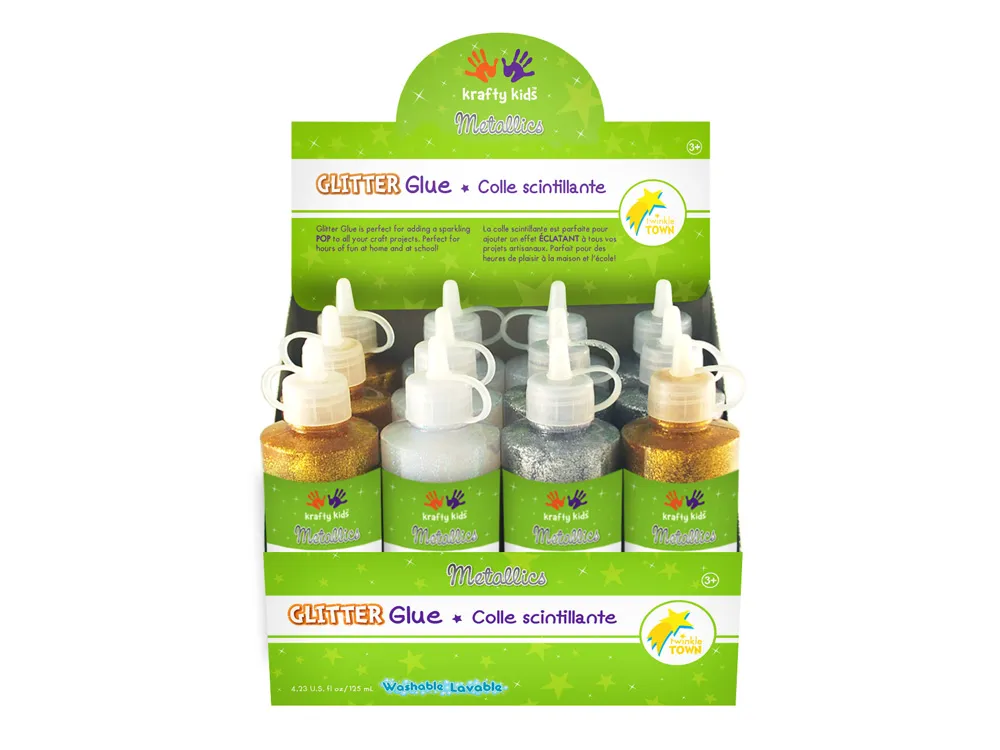 krafty kids™
Metallics
3+
GLITTER Glue ★ Colle scintillante
twinkle
TOWN
Glitter Glue is perfect for adding a sparkling
POP to all your craft projects. Perfect for
hours of fun at home and at school!
La colle scintillante est parfaite pour
ajouter un effet ÉCLATANT à tous vos
projets artisanaux. Parfait pour des
heures de plaisir à la maison et l'école!
krafty kids
Metallics
krafty kids
Metallics
krafty kids
Metallics
krafty kids
Metallics
Metallics
3+
GLITTER Glue ★ Colle scintillante
twinkle
TOWN
4.23 U.S. fl oz/125 mL
Washable Lavable